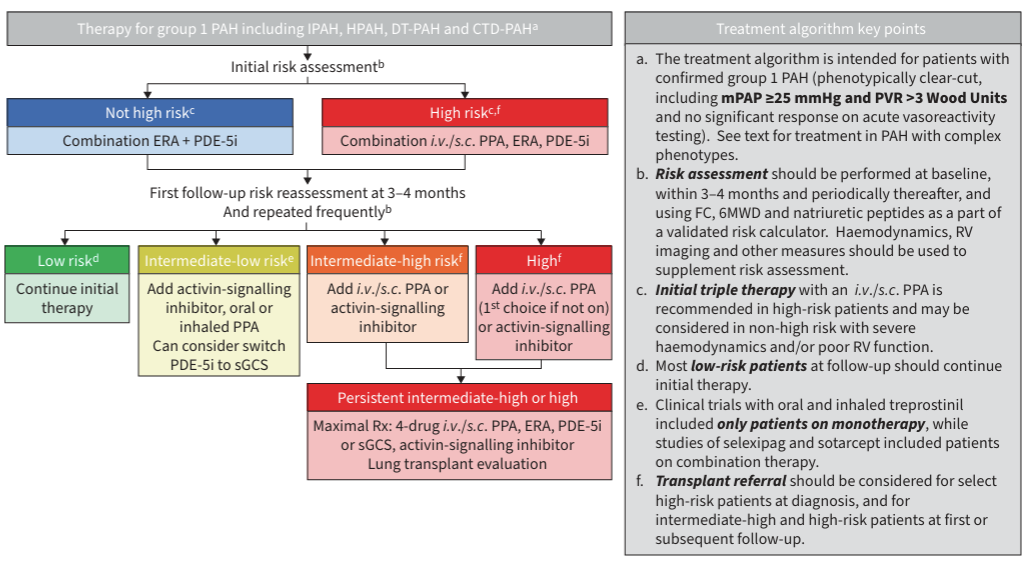 Therapy for group 1 PAH including IPAH, HPAH, DT-PAH and CTD-PAHa
Initial risk assessmentb
Not high riskc
Combination ERA + PDE-5i
High riskc,f
Combination i.v./s.c. PPA, ERA, PDE-5i
First follow-up risk reassessment at 3–4 months
And repeated frequentlyb
Low riskd
Continue initial
therapy
Intermediate-low riske
Add activin-signalling
inhibitor, oral or
inhaled PPA
Can consider switch
PDE-5i to sGCS
Intermediate-high riskf
Add i.v./s.c. PPA or
activin-signalling
inhibitor
Highf
Add i.v./s.c. PPA
(1st choice if not on)
or activin-signalling
inhibitor
Persistent intermediate-high or high
Maximal Rx: 4-drug i.v./s.c. PPA, ERA, PDE-5i
or sGCS, activin-signalling inhibitor
Lung transplant evaluation
Treatment algorithm key points
a. The treatment algorithm is intended for patients with
confirmed group 1 PAH (phenotypically clear-cut,
including mPAP ≥25 mmHg and PVR >3 Wood Units
and no significant response on acute vasoreactivity
testing). See text for treatment in PAH with complex
phenotypes.
b. Risk assessment should be performed at baseline,
within 3–4 months and periodically thereafter, and
using FC, 6MWD and natriuretic peptides as a part of
a validated risk calculator. Haemodynamics, RV
imaging and other measures should be used to
supplement risk assessment.
c. Initial triple therapy with an i.v./s.c. PPA is
recommended in high-risk patients and may be
considered in non-high risk with severe
haemodynamics and/or poor RV function.
d. Most low-risk patients at follow-up should continue
initial therapy.
e. Clinical trials with oral and inhaled treprostinil
included only patients on monotherapy, while
studies of selexipag and sotarcept included patients
on combination therapy.
f. Transplant referral should be considered for select
high-risk patients at diagnosis, and for
intermediate-high and high-risk patients at first or
subsequent follow-up.